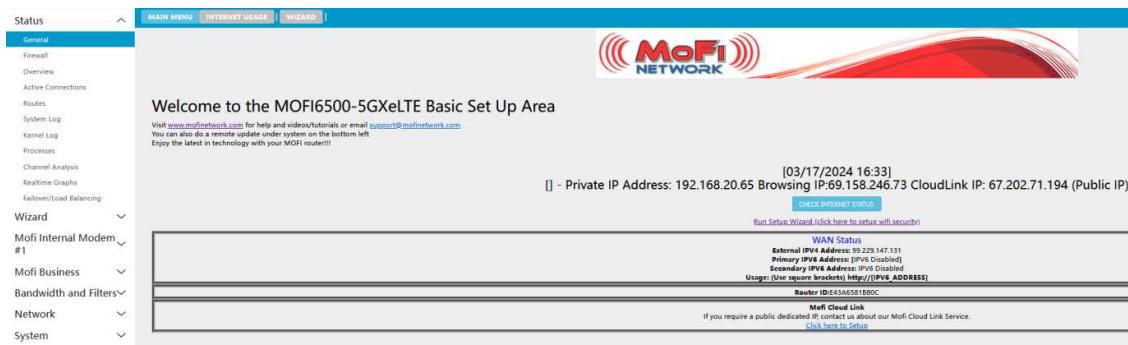 Status
General
Firewall
Overview
Active Connections
Routes
System Log
Kernel Log
Processes
Channel Analysis
Realtime Graphs
Failover/Load Balancing
Wizard
Mofi Internal Modem
#1
Mofi Business
Bandwidth and Filters
Network
System
MAIN MENU INTERNET USAGE | WIZARD |
MoFi
NETWORK
Welcome to the MOFI6500-5GXeLTE Basic Set Up Area
Visit www.mofinetwork.com for help and videos/tutorials or email support@mofinetwork.com
You can also do a remote update under system on the bottom left
Enjoy the latest in technology with your MOFI router!!!
[03/17/2024 16:33]
[] - Private IP Address: 192.168.20.65 Browsing IP:69.158.246.73 CloudLink IP: 67.202.71.194 (Public IP)
CHECK INTERNET STATUS
Run Setup Wizard (click here to setup wifi security)
WAN Status
External IPV4 Address: 99.229.147.131
Primary IPV6 Address: [IPV6 Disabled]
Secondary IPV6 Address: IPV6 Disabled
Usage: (Use square brackets) http://[IPV6_ADDRESS]
Router ID:E43A6581B80C
Mofi Cloud Link
If you require a public dedicated IP, contact us about our Mofi Cloud Link Service.
Click here to Setup